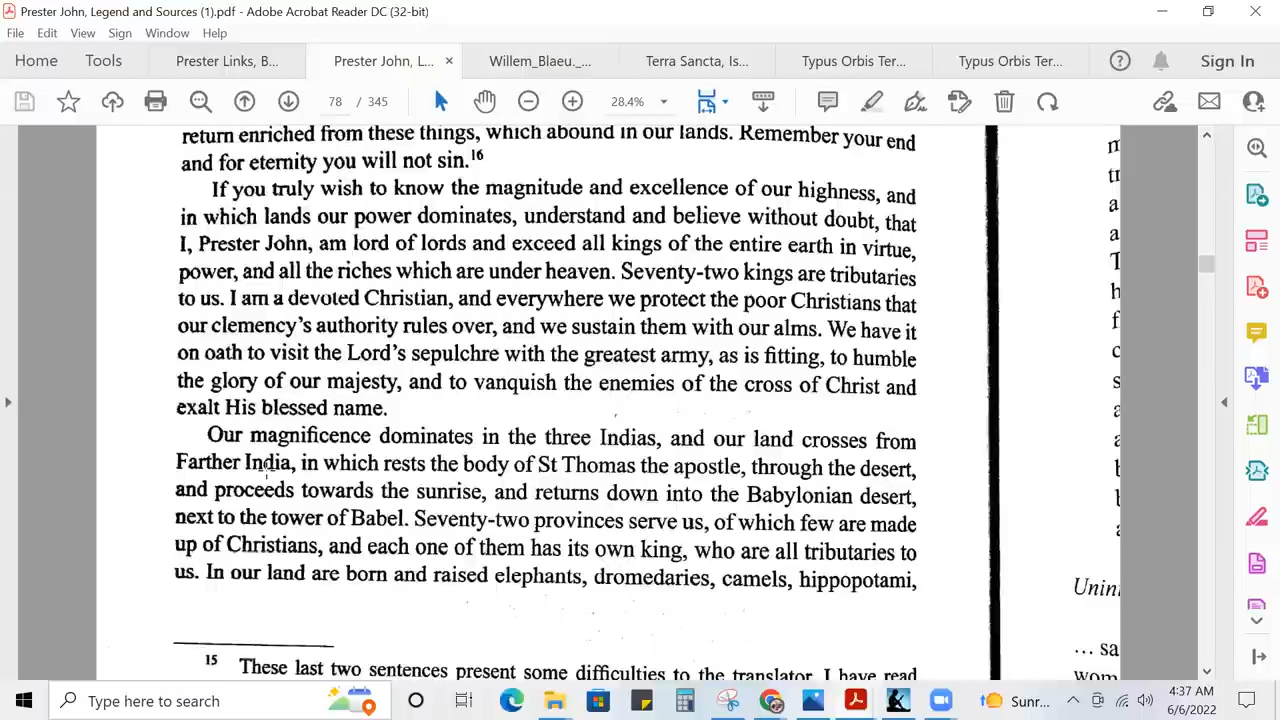 Prester John, Legend and Sources (1).pdf - Adobe Acrobat Reader DC (32-bit)
File Edit View Sign Window Help
Home Tools Prester Links, B... Prester John, L... × Willem_Blaeu._... Terra Sancta, Is... Typus Orbis Ter... Typus Orbis Ter... Sign In
78 / 345 28.4%
return enriched from these things, which abound in our lands. Remember your end
and for eternity you will not sin.16
If you truly wish to know the magnitude and excellence of our highness, and
in which lands our power dominates, understand and believe without doubt, that
I, Prester John, am lord of lords and exceed all kings of the entire earth in virtue,
power, and all the riches which are under heaven. Seventy-two kings are tributaries
to us. I am a devoted Christian, and everywhere we protect the poor Christians that
our clemency's authority rules over, and we sustain them with our alms. We have it
on oath to visit the Lord's sepulchre with the greatest army, as is fitting, to humble
the glory of our majesty, and to vanquish the enemies of the cross of Christ and
exalt His blessed name.
Our magnificence dominates in the three Indias, and our land crosses from
Farther India, in which rests the body of St Thomas the apostle, through the desert,
and proceeds towards the sunrise, and returns down into the Babylonian desert,
next to the tower of Babel. Seventy-two provinces serve us, of which few are made
up of Christians, and each one of them has its own king, who are all tributaries to
us. In our land are born and raised elephants, dromedaries, camels, hippopotami,
15 These last two sentences present some difficulties to the translator. I have read
Unin
... sa
wom
Type here to search
Sunr...
4:37 AM
6/6/2022